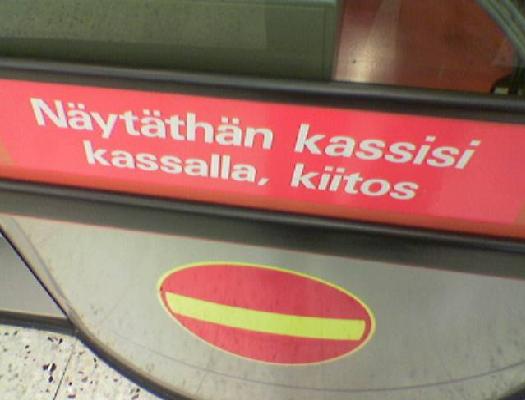 Näytäthän kassisi
kassalla, kiitos